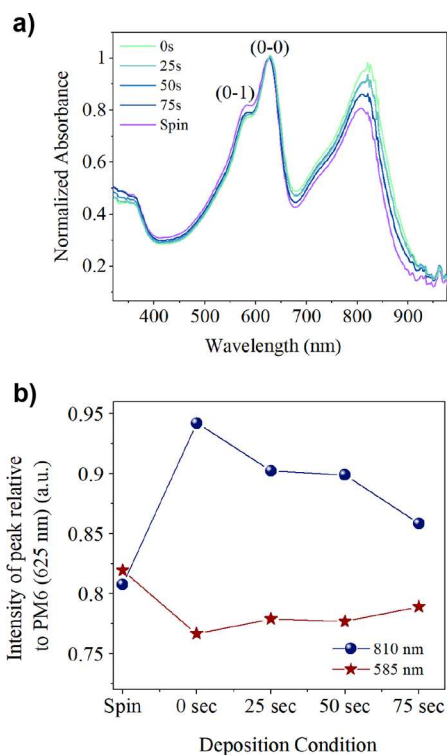 a)
0s
25s
50s
75s
Spin
(0-1)
(0-0)
Normalized Absorbance
1
0.8
0.6
0.4
0.2
400 500 600 700 800 900
Wavelength (nm)
b)
Intensity of peak relative
to PM6 (625 nm) (a.u.)
0.95
0.9
0.85
0.8
0.75
810 nm
585 nm
Spin 0 sec 25 sec 50 sec 75 sec
Deposition Condition